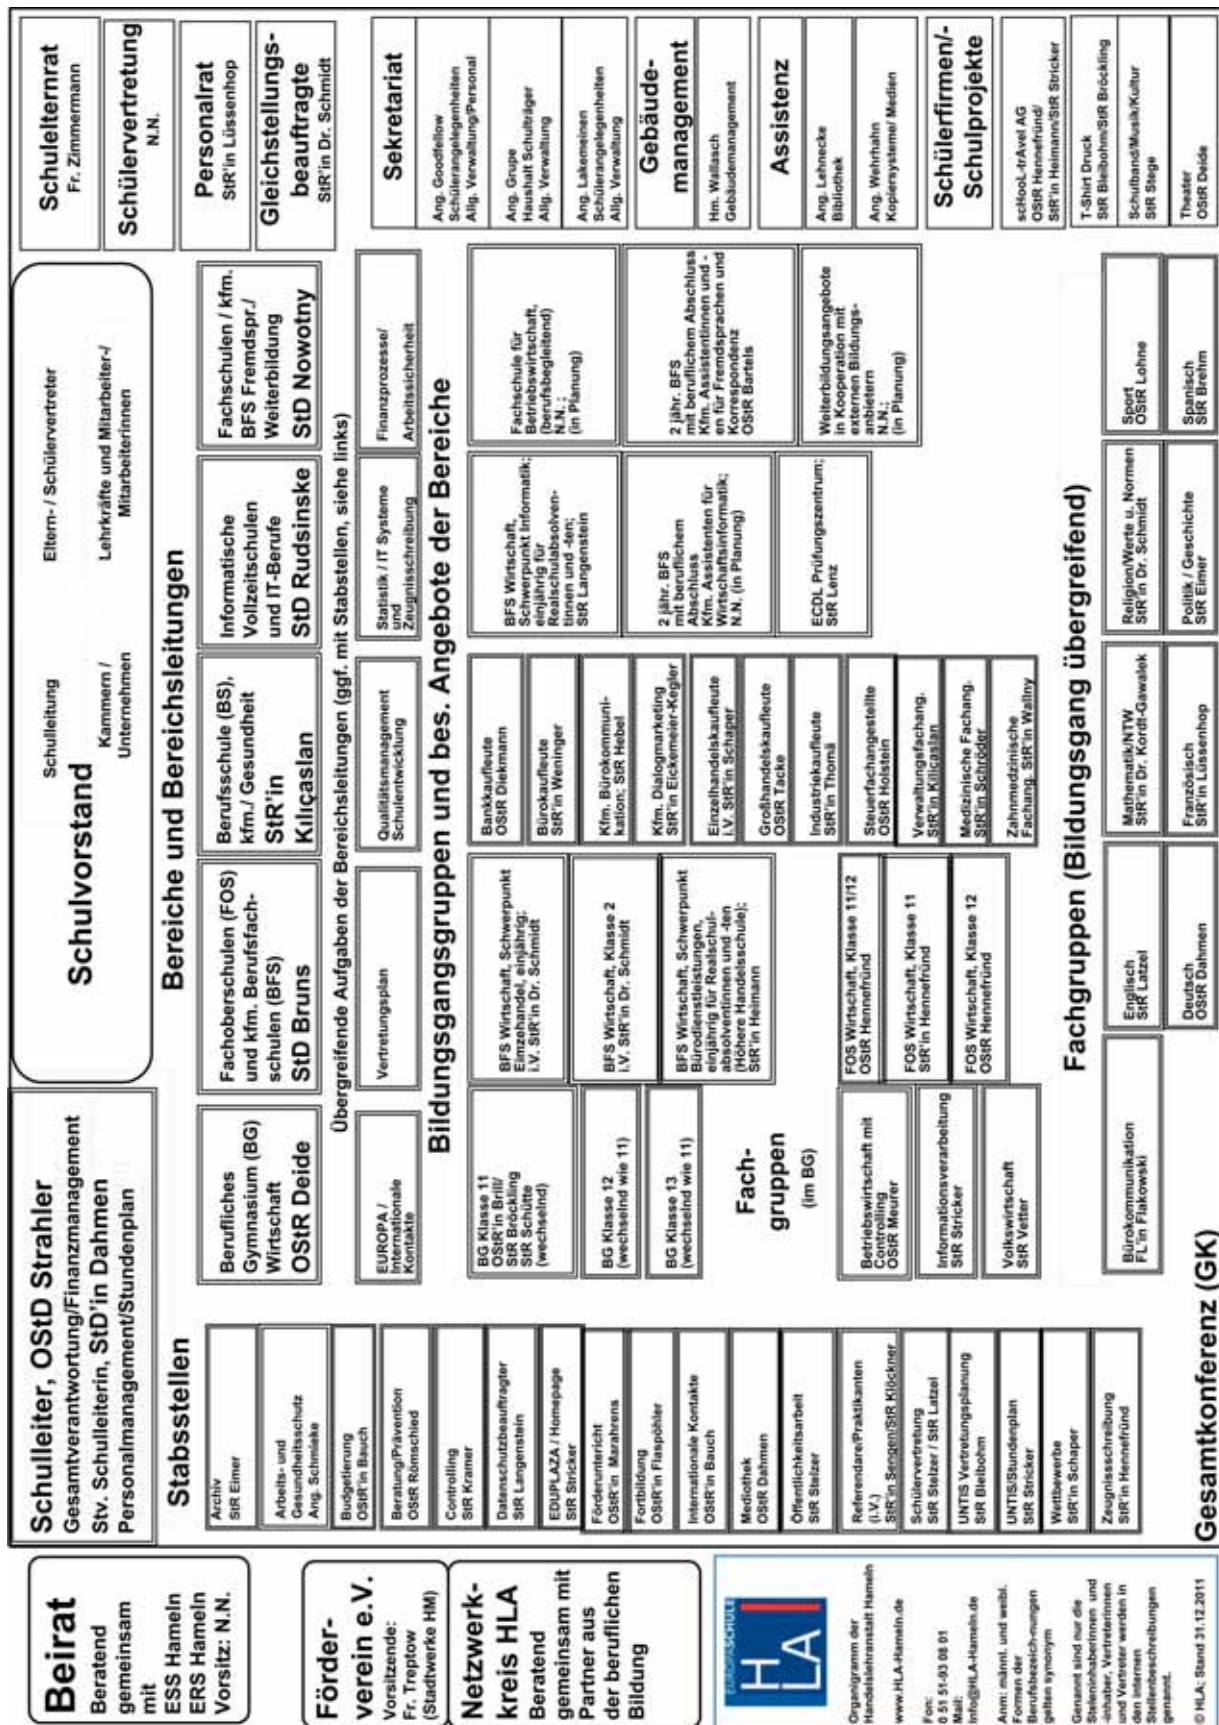 Beirat
Beratend
gemeinsam
mit
ESS Hameln
ERS Hameln
Vorsitz: N.N.
Förder-
verein e.V.
Vorsitzende:
Fr. Treptow
(Stadtwerke HM)
Netzwerk-
kreis HLA
Beratend
gemeinsam mit
Partner aus
der beruflichen
Bildung
EUROPASCHULE
HLA
Organigramm der
Handelslehranstalt Hameln
www.HLA-Hameln.de
Fon:
0 51 51-93 08 01
Mail:
Info@HLA-Hameln.de
Anm: männl. und weibl.
Formen der
Berufsbezeich-nungen
gelten synonym
Genannt sind nur die
Steleninhaberinnen und
-inhaber, Vertreterinnen
und Vertreter werden in
den internen
Stellenbeschreibungen
genannt.
© HLA; Stand 31.12.2011
Schulleiter, OStD Strahler
Gesamtverantwortung/Finanzmanagement
Stv. Schulleiterin, StD'in Dahmen
Personalmanagement/Stundenplan
Schulvorstand
Schulleitung
Eltern- / Schülervertreter
Kammern /
Unternehmen
Lehrkräfte und Mitarbeiter-/
Mitarbeiterinnen
Schulelternrat
Fr. Zimmermann
Schülervertretung
N.N.
Personalrat
StR'in Lüssenhop
Gleichstellungs-
beauftragte
StR'in Dr. Schmidt
Stabsstellen
Archiv
StR Eimer
Arbeits- und
Gesundheitsschutz
Ang. Schmieke
Budgetierung
OStR'in Bauch
Beratung/Prävention
OStR Römschied
Controlling
StR Kramer
Datenschutzbeauftragter
StR Langenstein
EDUPLAZA / Homepage
StR Stricker
Förderunterricht
OStR'in Marahrens
Fortbildung
OStR'in Flaspöhler
Internationale Kontakte
OStR'in Bauch
Mediothek
OStR Dahmen
Öffentlichkeitsarbeit
StR Stelzer
Referendare/Praktikanten
(i.V.)
StR'in Sengen/StR Klöckner
Schülervertretung
StR Stelzer / StR Latzel
UNTIS Vertretungsplanung
StR Bleibohm
UNTIS/Stundenplan
StR Stricker
Wettbewerbe
StR'in Schaper
Zeugnissschreibung
StR'in Hennefründ
Bereiche und Bereichsleitungen
Berufliches
Gymnasium (BG)
Wirtschaft
OStR Deide
Fachoberschulen (FOS)
und kfm. Berufsfach-
schulen (BFS)
StD Bruns
Berufsschule (BS),
kfm./ Gesundheit
StR'in
Kılıçaslan
Informatische
Vollzeitschulen
und IT-Berufe
StD Rudsinske
Fachschulen / kfm.
BFS Fremdspr./
Weiterbildung
StD Nowotny
Übergreifende Aufgaben der Bereichsleitungen (ggf. mit Stabstellen, siehe links)
EUROPA /
Internationale
Kontakte
Vertretungsplan
Qualitätsmanagement
Schulentwicklung
Statistik / IT Systeme
und
Zeugnisschreibung
Finanzprozesse/
Arbeitssicherheit
Bildungsgangsgruppen und bes. Angebote der Bereiche
BG Klasse 11
OStR'in Brill/
StR Bröckling
StR Schütte
(wechselnd)
BG Klasse 12
(wechselnd wie 11)
BG Klasse 13
(wechselnd wie 11)
Fach-
gruppen
(im BG)
Betriebswirtschaft mit
Controlling
OStR Meurer
Informationsverarbeitung
StR Stricker
Volkswirtschaft
StR Vetter
BFS Wirtschaft, Schwerpunkt
Eimzehandel, einjährig;
i.V. StR'in Dr. Schmidt
BFS Wirtschaft, Klasse 2
i.V. StR'in Dr. Schmidt
BFS Wirtschaft, Schwerpunkt
Bürodienstleistungen,
einjährig für Realschul-
absolventinnen und -ten
(Höhere Handelsschule);
StR'in Heimann
FOS Wirtschaft, Klasse 11/12
OStR Hennefründ
FOS Wirtschaft, Klasse 11
StR'in Hennefründ
FOS Wirtschaft, Klasse 12
OStR Hennefründ
Bankkaufleute
OStR Diekmann
Bürokaufleute
StR'in Weninger
Kfm. Bürokommuni-
kation; StR Hebel
Kfm. Dialogmarketing
StR'in Eickemeier-Kegler
Einzelhandelskaufleute
i.V. StR'in Schaper
Großhandelskaufleute
OStR Tacke
Industriekaufleute
StR'in Thomä
Steuerfachangestellte
OStR Holstein
Verwaltungsfachang.
StR'in Kiliçaslan
Medizinische Fachang.
StR'in Schröder
Zahnmedzinische
Fachang. StR'in Wallny
BFS Wirtschaft,
Schwerpunkt Informatik;
einjährig für
Realschulabsolven-
tinnen und -ten;
StR Langenstein
2 jähr. BFS
mit beruflichem
Abschluss
Kfm. Assistenten für
Wirtschaftsinformatik;
N.N. (in Planung)
ECDL Prüfungszentrum;
StR Lenz
Fachschule für
Betriebswirtschaft,
(berufsbegleitend)
N.N. ;
(in Planung)
2 jähr. BFS
mit beruflichem Abschluss
Kfm. Assistentinnen und -
en für Fremdsprachen und
Korrespondenz
OStR Bartels
Weiterbildungsangebote
in Kooperation mit
externen Bildungs-
anbietern
N.N. ;
(in Planung)
Fachgruppen (Bildungsgang übergreifend)
Bürokommunikation
FL'in Flakowski
Englisch
StR Latzel
Mathematik/NTW
StR'in Dr. Kordt-Gawalek
Religion/Werte u. Normen
StR'in Dr. Schmidt
Sport
OStR Lohne
Deutsch
OStR Dahmen
Französisch
StR'in Lüssenhop
Politik / Geschichte
StR Eimer
Spanisch
StR Brehm
Sekretariat
Ang. Goodfellow
Schülerangelegenheiten
Allg. Verwaltung/Personal
Ang. Grupe
Haushalt Schulträger
Allg. Verwaltung
Ang. Lakemeinen
Schülerangelegenheiten
Allg. Verwaltung
Gebäude-
management
Hm. Wallasch
Gebäudemanagement
Assistenz
Ang. Lehnecke
Bibliothek
Ang. Wehrhahn
Kopiersysteme/ Medien
Schülerfirmen/-
Schulprojekte
scHooL-trAvel AG
OStR Hennefründ/
StR'in Heimann/StR Stricker
T-Shirt Druck
StR Bleibohm/StR Bröckling
Schulband/Musik/Kultur
StR Stege
Theater
OStR Deide
Gesamtkonferenz (GK)